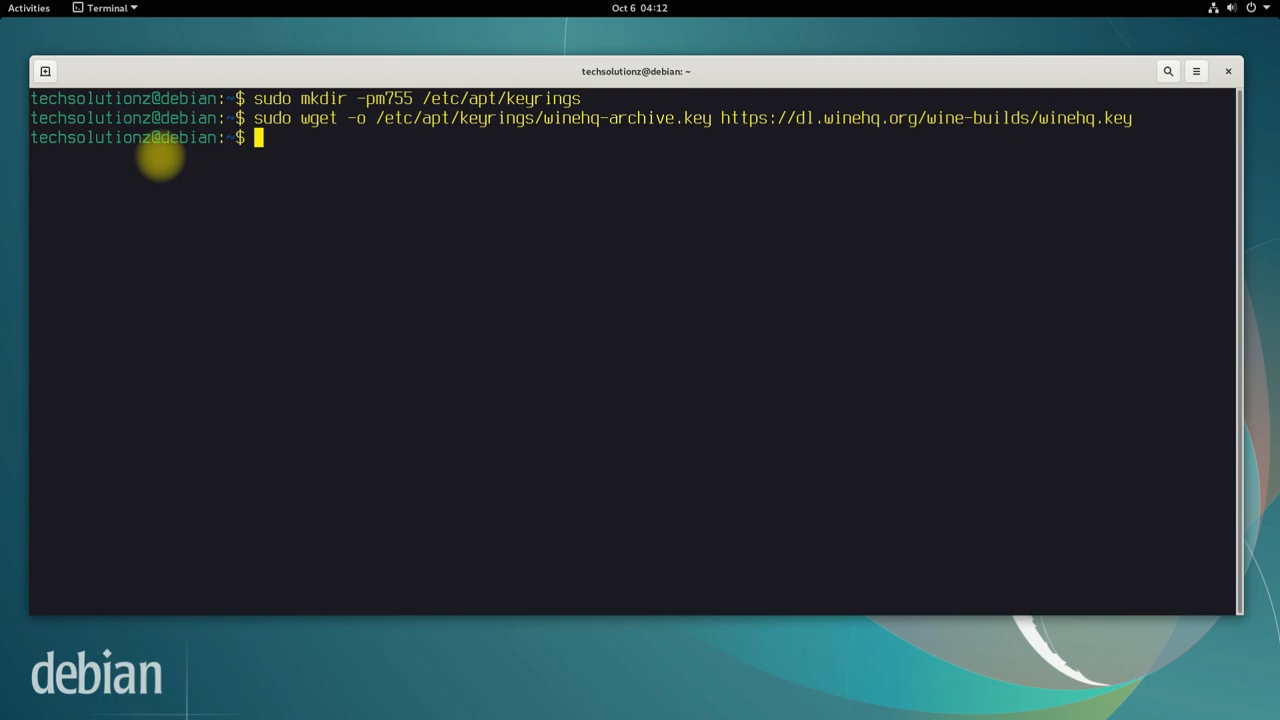 Activities
Terminal
Oct 6 04:12
techsolutionz@debian: ~
techsolutionz@debian:~$ sudo mkdir -pm755 /etc/apt/keyrings
techsolutionz@debian:~$ sudo wget -o /etc/apt/keyrings/winehq-archive.key https://dl.winehq.org/wine-builds/winehq.key
techsolutionz@debian:~$
debian